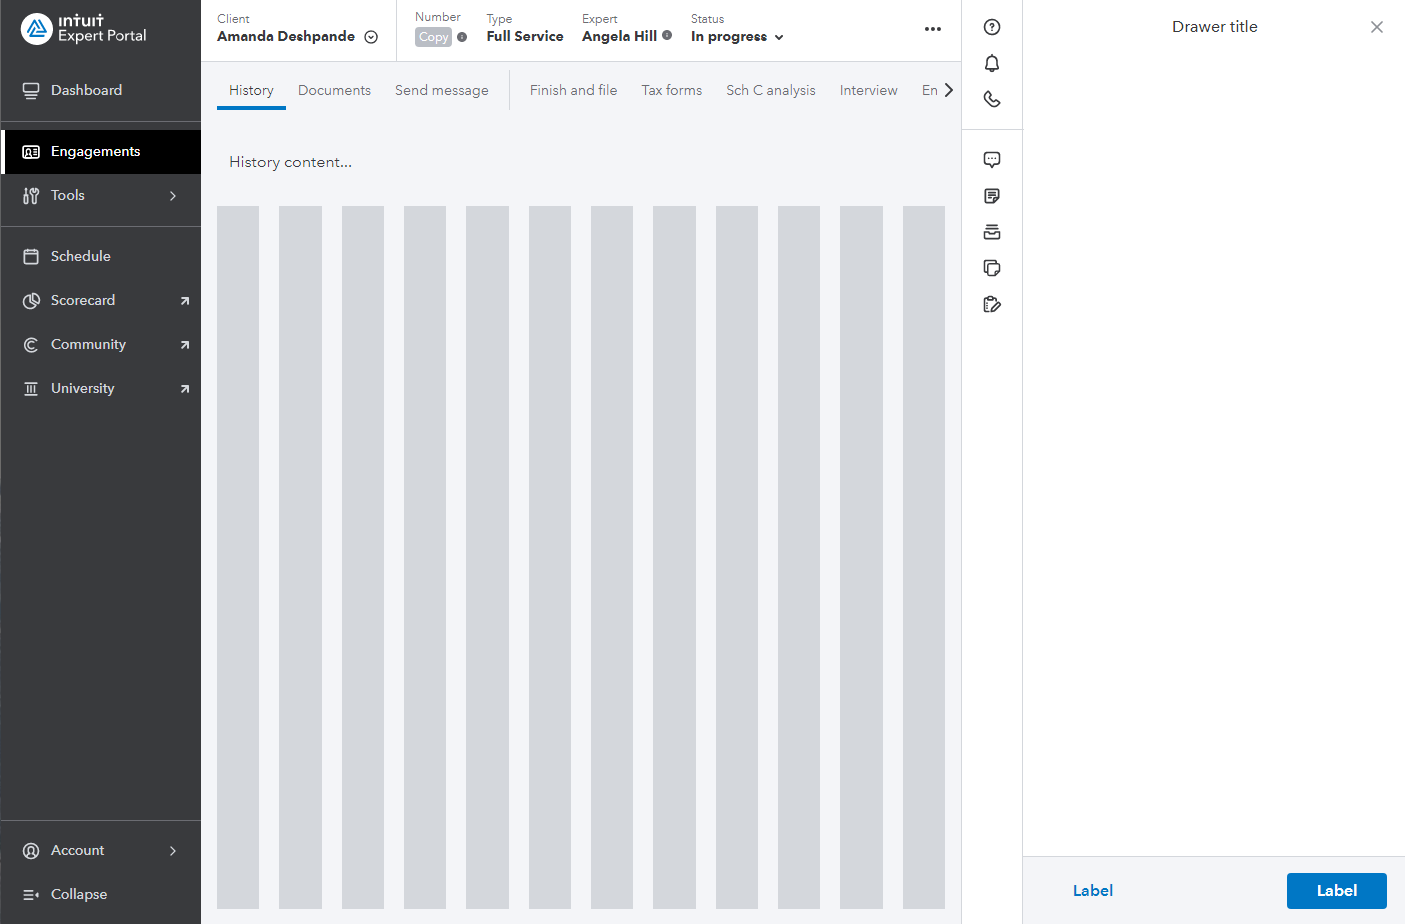 INTUIT
Expert Portal
Dashboard
Engagements
Tools
Schedule
Scorecard
Community
University
Account
Collapse
Client
Amanda Deshpande
Number
Copy
Type
Full Service
Expert
Angela Hill
Status
In progress
History
Documents
Send message
Finish and file
Tax forms
Sch C analysis
Interview
En
History content...
Drawer title
Label
Label